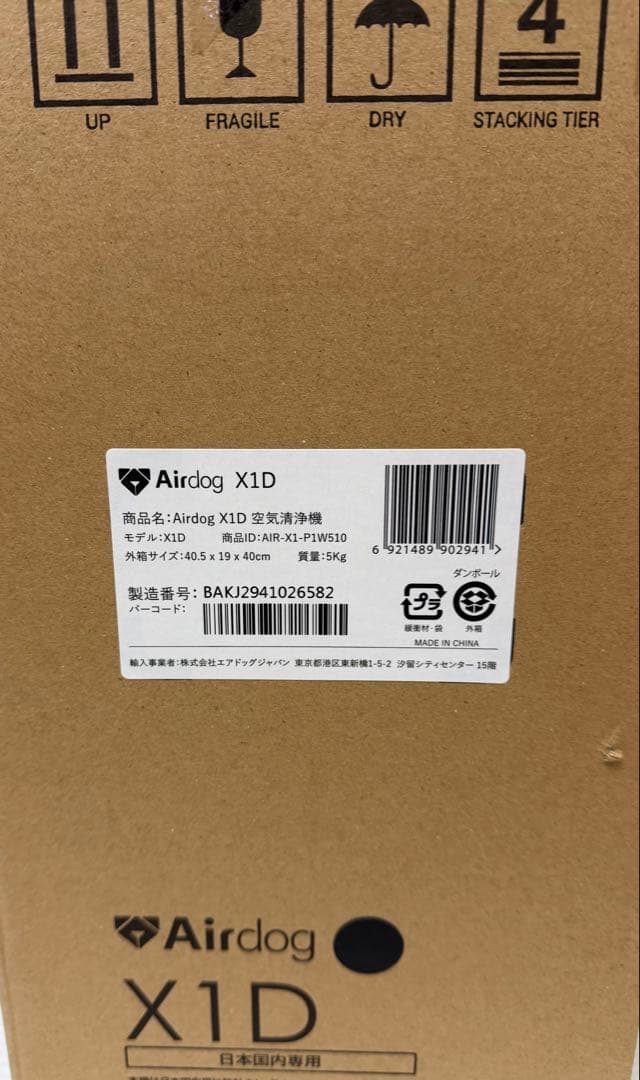 4
UP FRAGILE DRY STACKING TIER
Airdog X1D
商品名:Airdog X1D 空気清浄機
モデル:X1D 商品ID:AIR-X1-P1W510
外箱サイズ:40.5 x 19 x 40cm 質量:5Kg
6 921489 902941 >
製造番号: BAKJ2941026582
バーコード:
ダンボール
プラ
緩衝材・袋 外箱
MADE IN CHINA
輸入事業者:株式会社エアドッグジャパン 東京都港区東新橋1-5-2 汐留シティセンター 15階
Airdog
X1D
日本国内専用